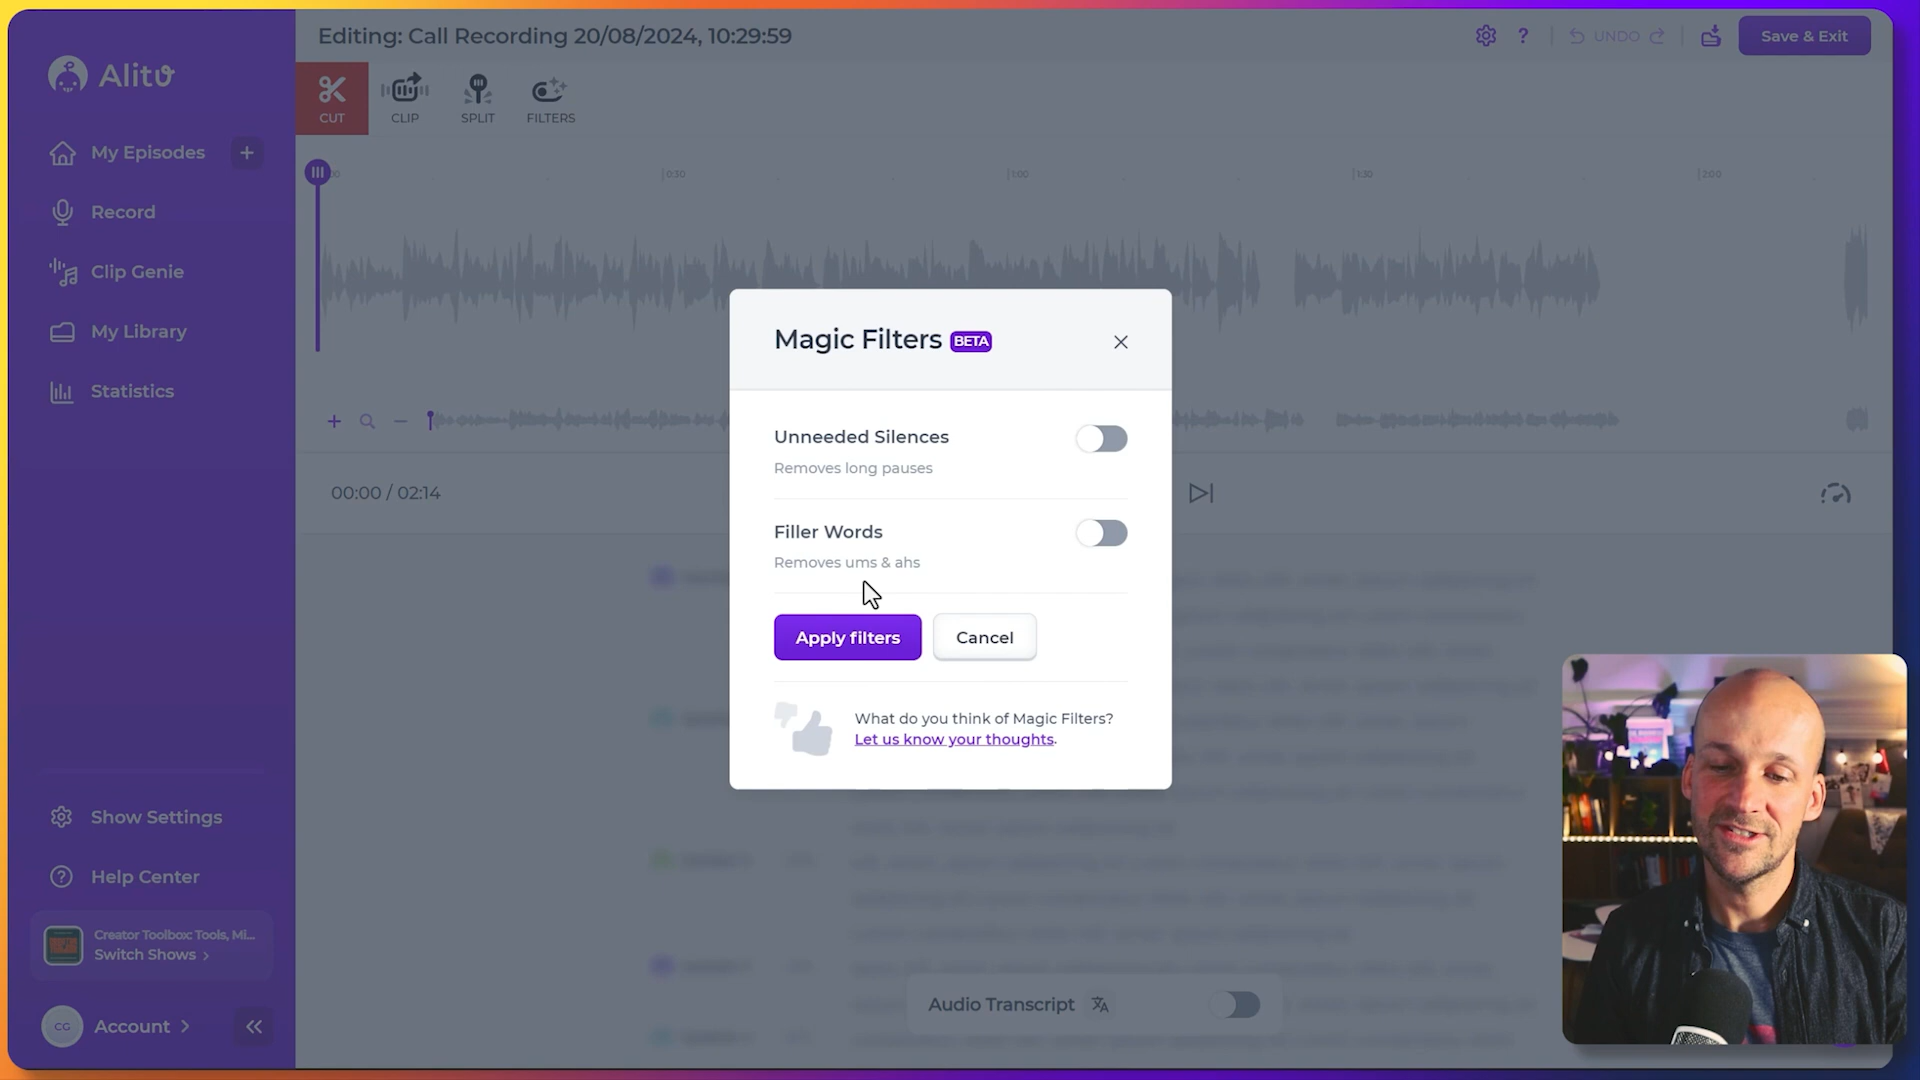 Alitu
My Episodes
Record
Clip Genie
My Library
Statistics
Show Settings
Help Center
Creator Toolbox: Tools, Mi...
Switch Shows
CG
Account
Editing: Call Recording 20/08/2024, 10:29:59
UNDO
Save & Exit
CUT
CLIP
SPLIT
FILTERS
0:30
1:00
1:30
2:00
00:00 / 02:14
Magic Filters BETA
Unneeded Silences
Removes long pauses
Filler Words
Removes ums & ahs
Apply filters
Cancel
What do you think of Magic Filters?
Let us know your thoughts.
Audio Transcript